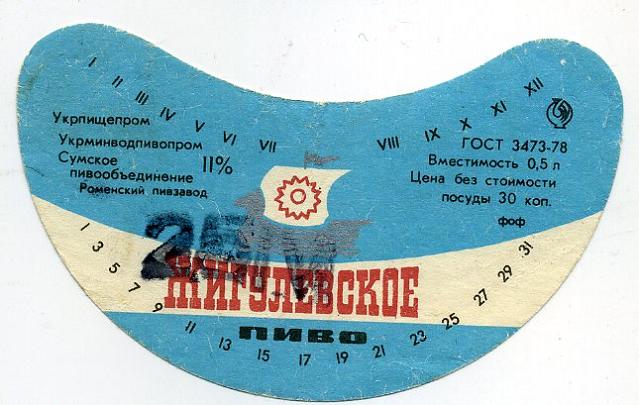 I II III IV V VI VII VIII IX X XI XII
Укрпищепром
Укрминводпивопром
Сумское
пивообъединение
Роменский пивзавод
11%
ГОСТ 3473-78
Вместимость 0,5 л
Цена без стоимости
посуды 30 коп.
фоф
25 VI
ЖИГУЛЕВСКОЕ
ПИВО
1 3 5 7 9 11 13 15 17 19 21 23 25 27 29 31